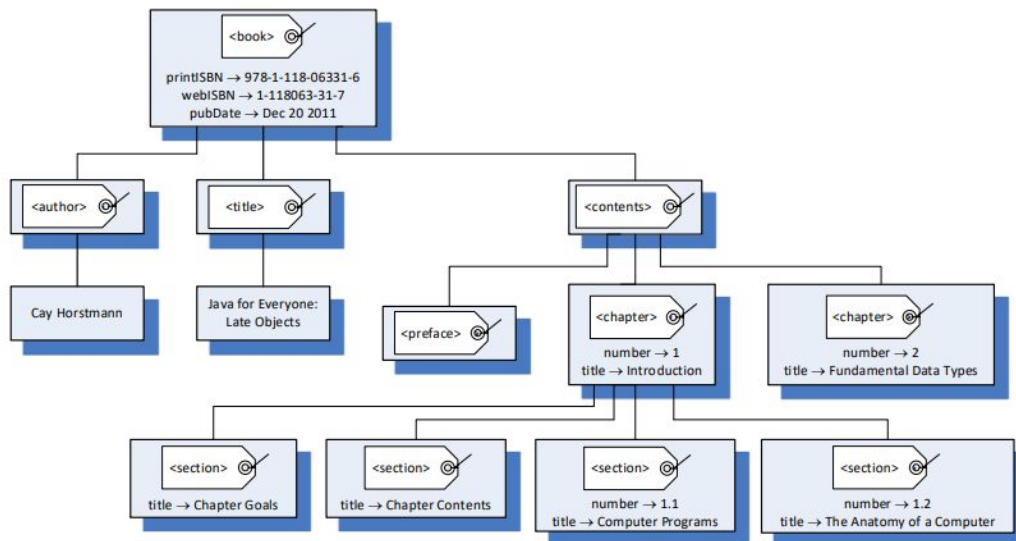 <book>
printISBN → 978-1-118-06331-6
webISBN → 1-118063-31-7
pubDate → Dec 20 2011
<author>
<title>
<contents>
Cay Horstmann
Java for Everyone:
Late Objects
<preface>
<chapter>
number → 1
title → Introduction
<chapter>
number → 2
title → Fundamental Data Types
<section>
title → Chapter Goals
<section>
title → Chapter Contents
<section>
number → 1.1
title → Computer Programs
<section>
number → 1.2
title → The Anatomy of a Computer